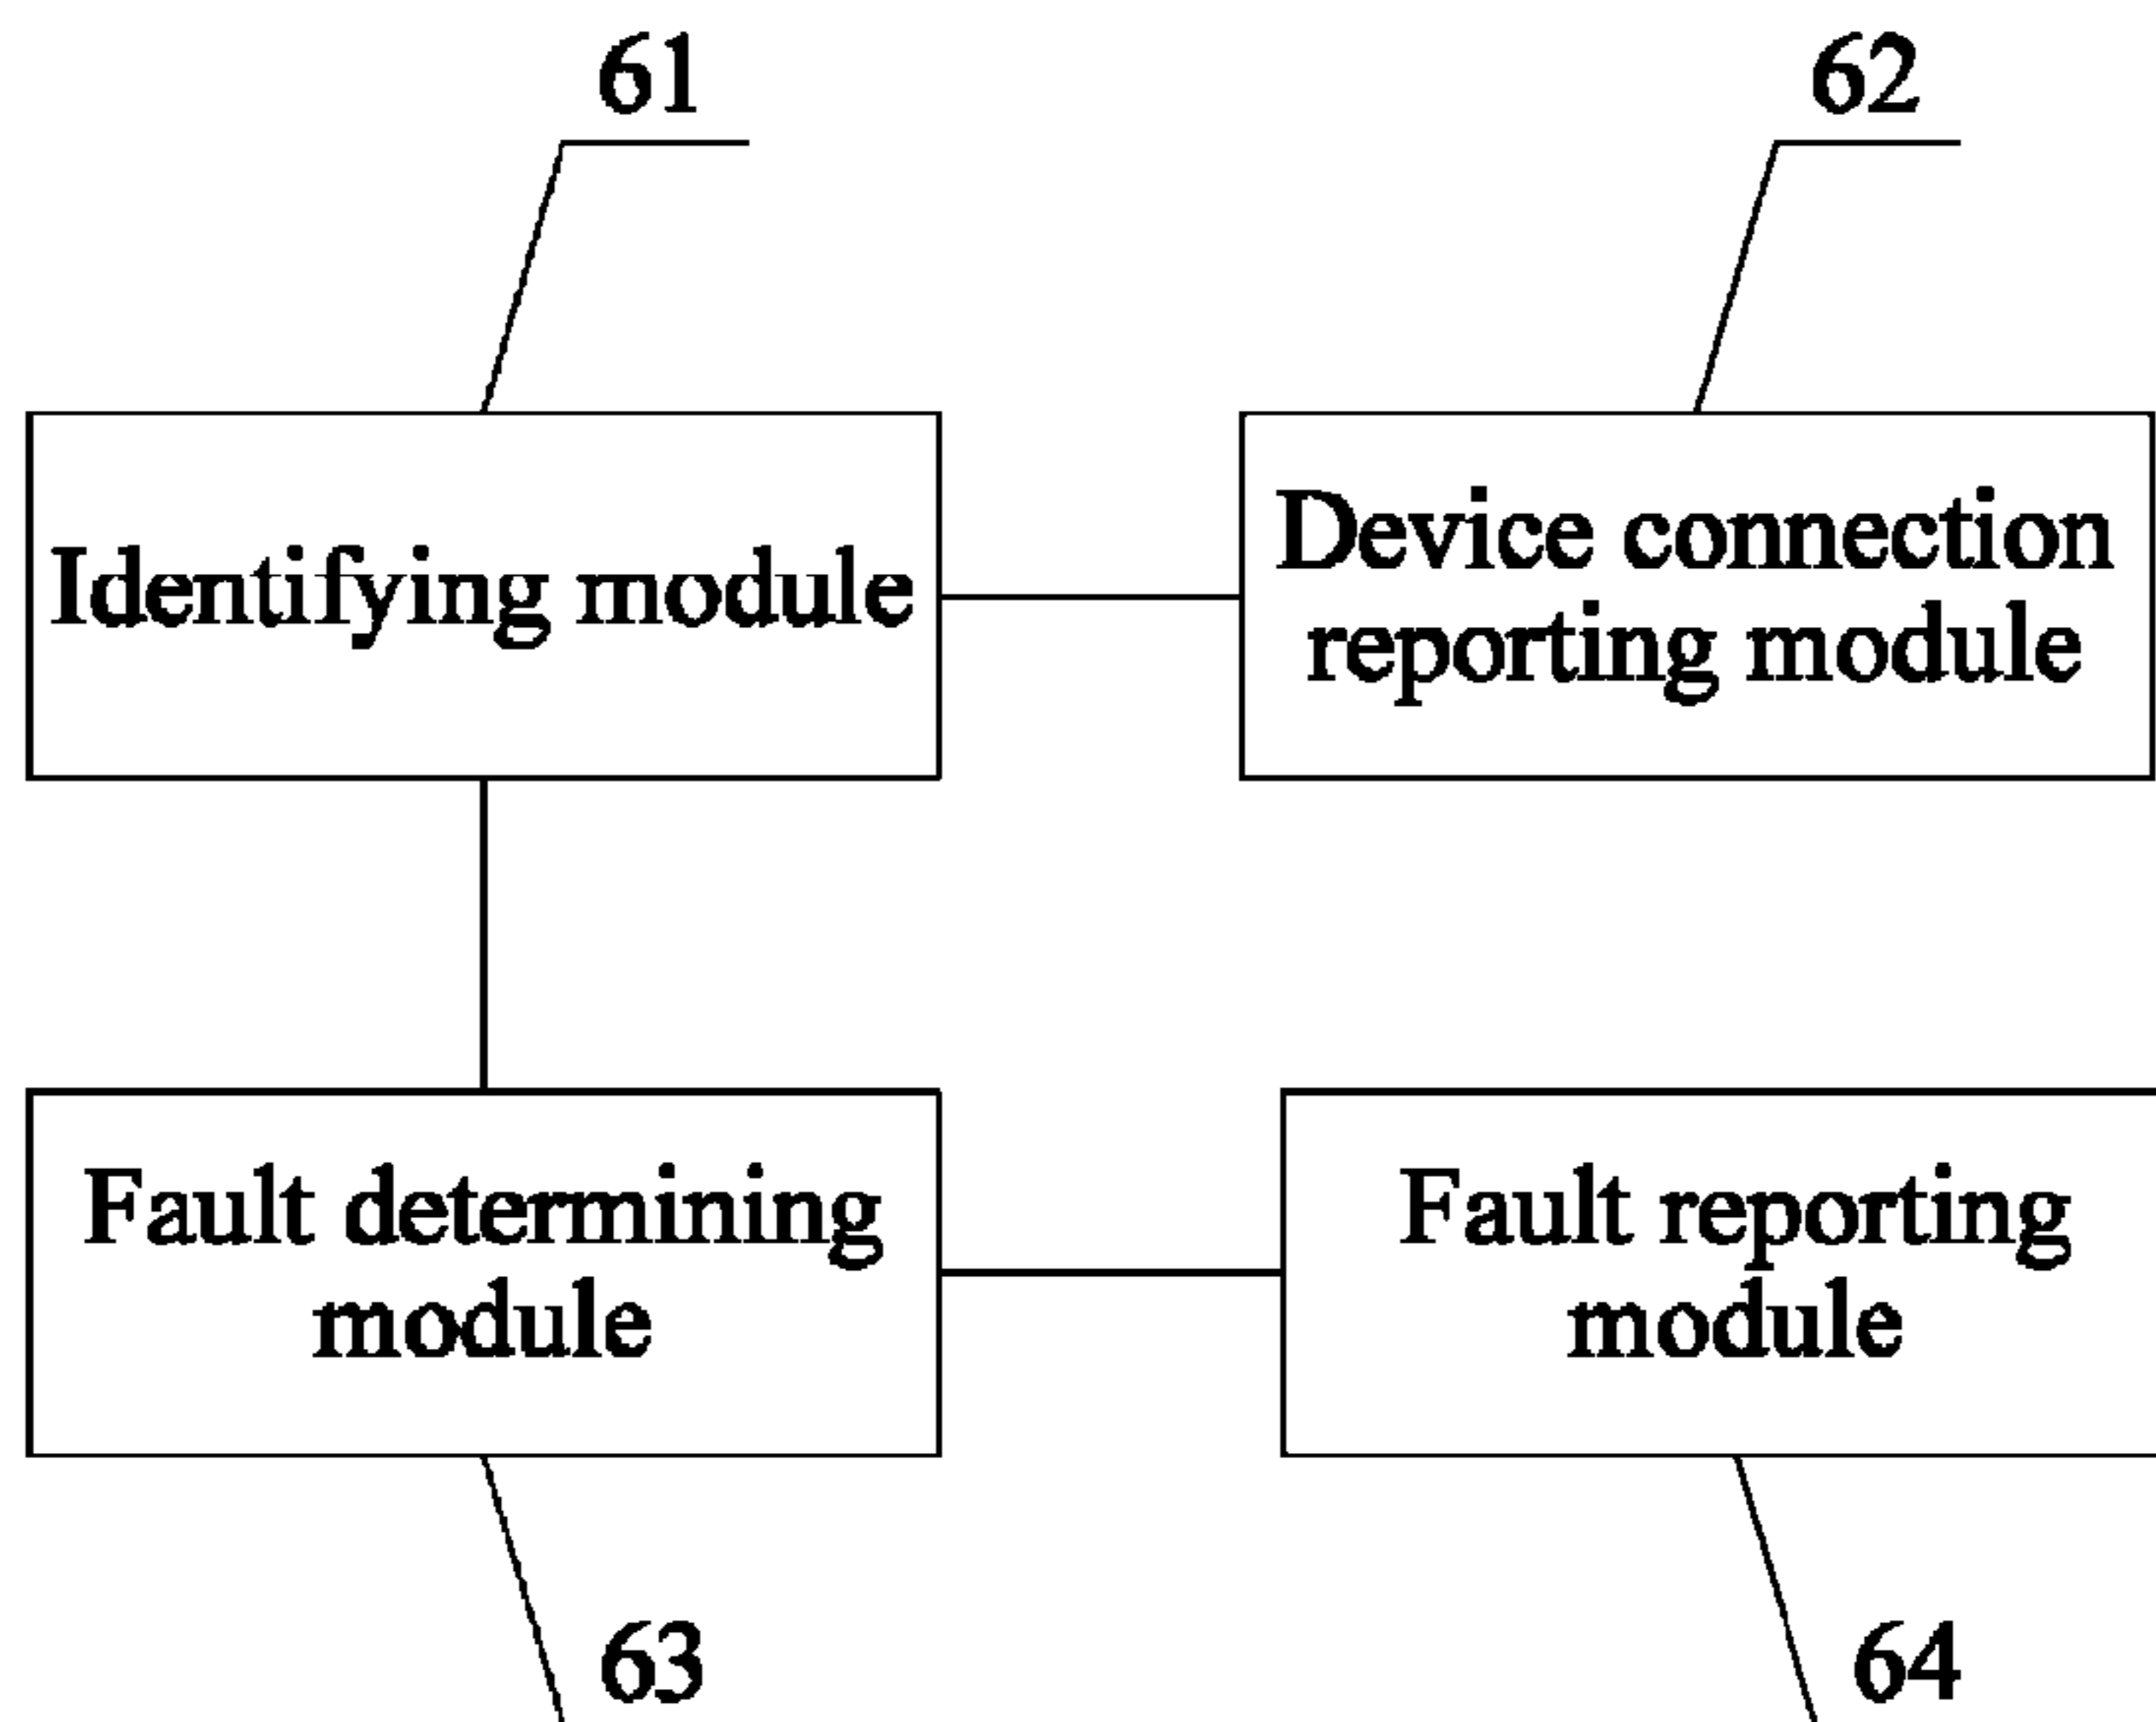 61
62
Identifying module
Device connection
reporting module
Fault determining
module
Fault reporting
module
63
64